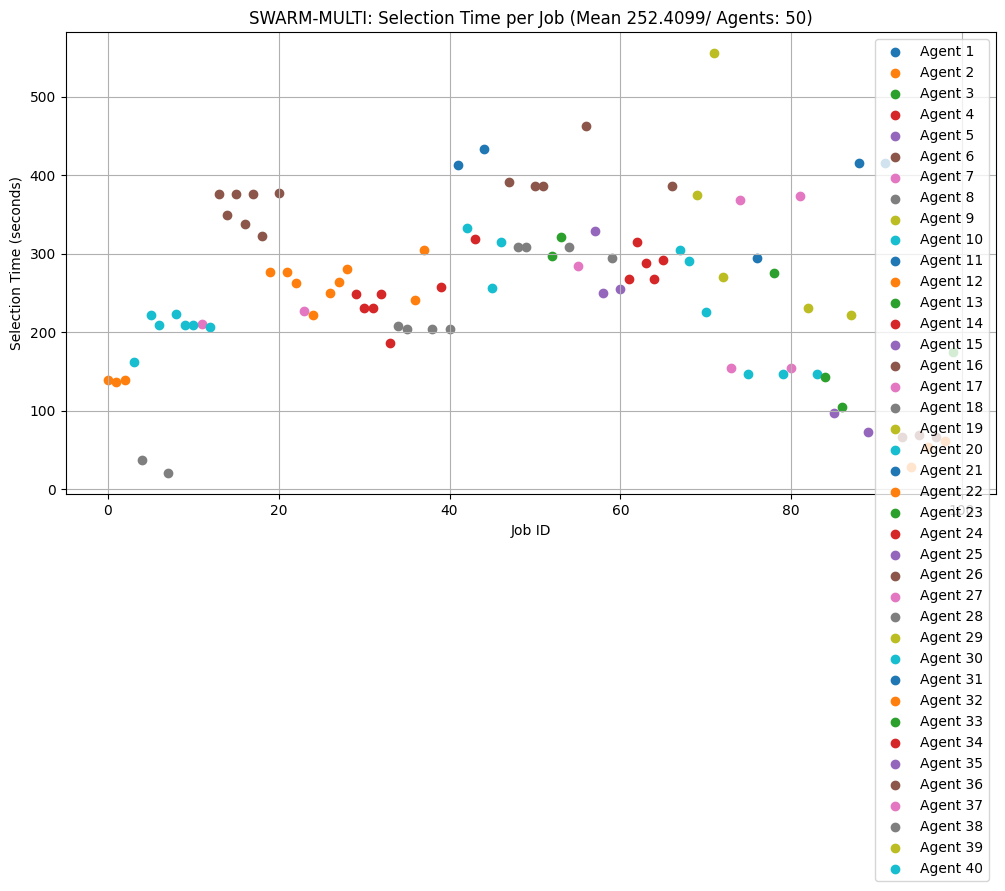 SWARM-MULTI: Selection Time per Job (Mean 252.4099/ Agents: 50)
Selection Time (seconds)
500
400
300
200
100
0
0
20
40
60
80
100
Job ID
Agent 1
Agent 2
Agent 3
Agent 4
Agent 5
Agent 6
Agent 7
Agent 8
Agent 9
Agent 10
Agent 11
Agent 12
Agent 13
Agent 14
Agent 15
Agent 16
Agent 17
Agent 18
Agent 19
Agent 20
Agent 21
Agent 22
Agent 23
Agent 24
Agent 25
Agent 26
Agent 27
Agent 28
Agent 29
Agent 30
Agent 31
Agent 32
Agent 33
Agent 34
Agent 35
Agent 36
Agent 37
Agent 38
Agent 39
Agent 40